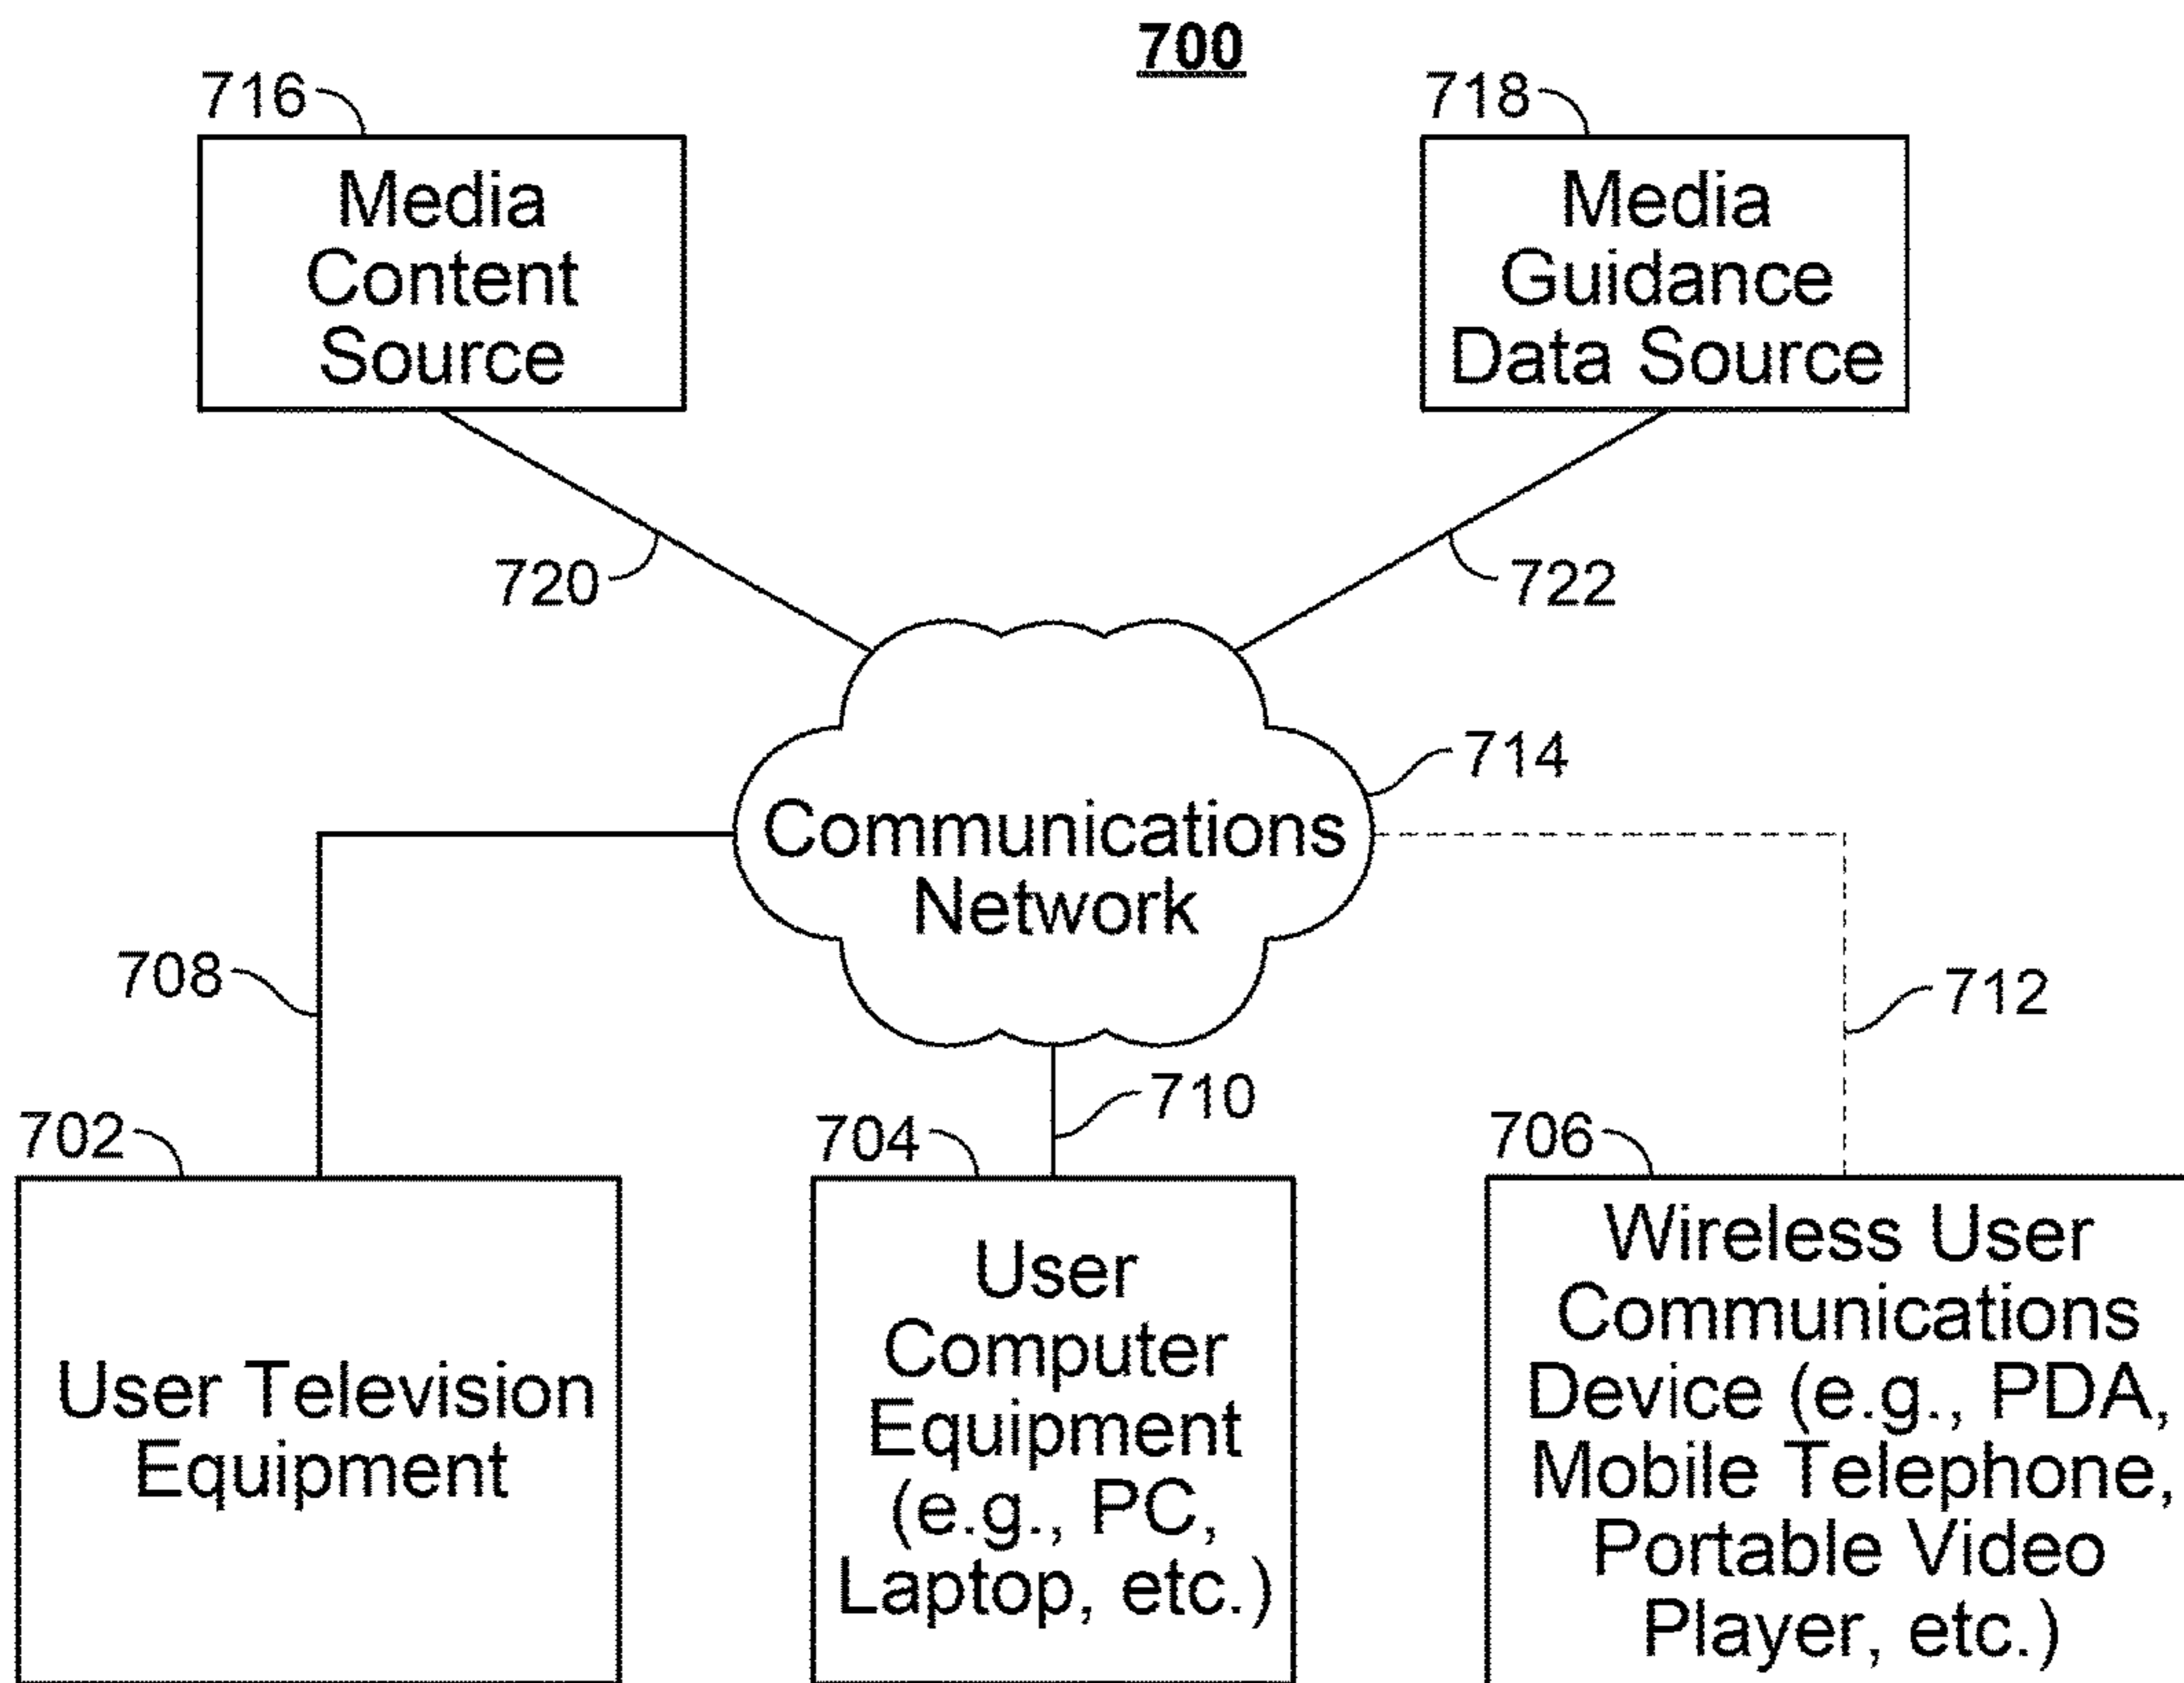 700
716
718
Media
Content
Source
Media
Guidance
Data Source
720
722
714
Communications
Network
708
712
710
702
704
706
User Television
Equipment
User
Computer
Equipment
(e.g., PC,
Laptop, etc.)
Wireless User
Communications
Device (e.g., PDA,
Mobile Telephone,
Portable Video
Player, etc.)